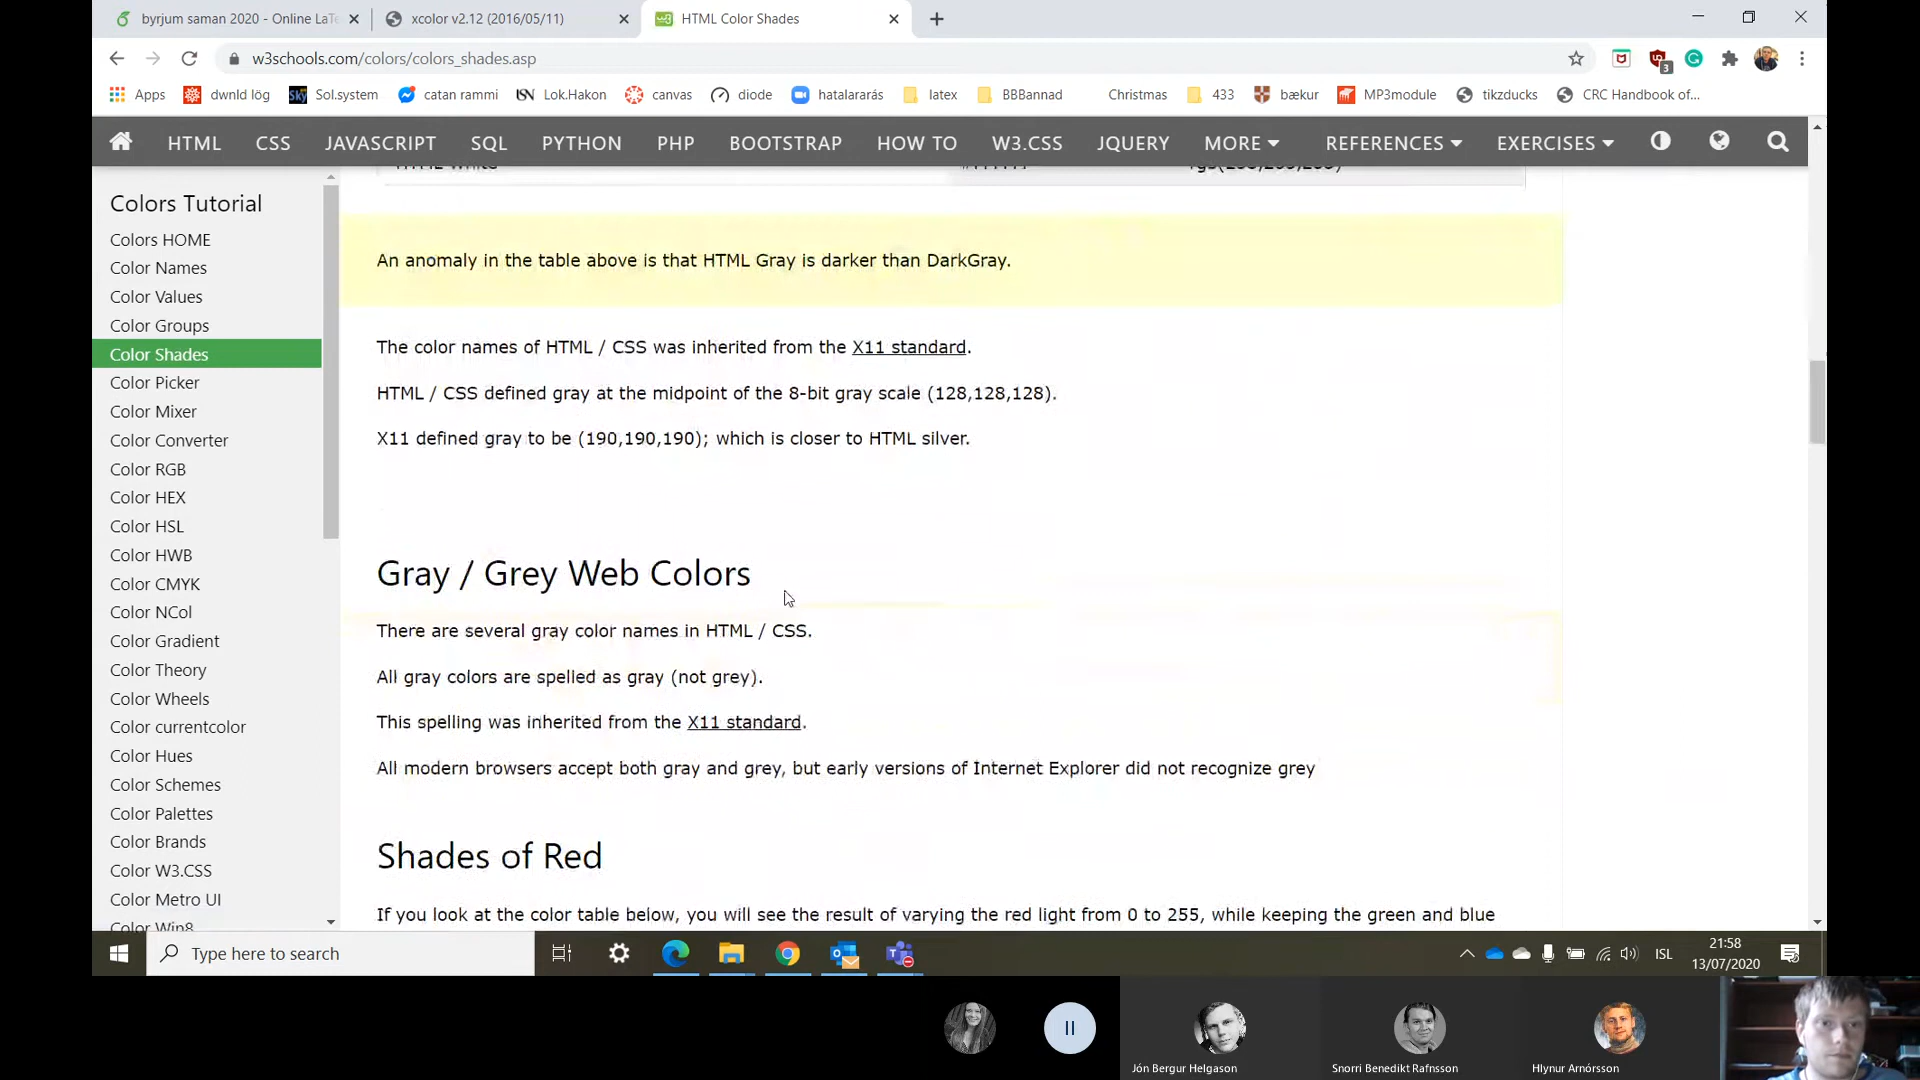 byrjum saman 2020 - Online LaTe
xcolor v2.12 (2016/05/11)
HTML Color Shades
w3schools.com/colors/colors_shades.asp
3
Apps
dwnld lög
Sky
Sol.system
catan rammi
Lok.Hakon
canvas
diode
hatalararás
latex
BBBannad
Christmas
433
bækur
MP3module
tikzducks
CRC Handbook of...
HTML
CSS
JAVASCRIPT
SQL
PYTHON
PHP
BOOTSTRAP
HOW TO
W3.CSS
JQUERY
MORE
REFERENCES
EXERCISES
Colors Tutorial
Colors HOME
Color Names
Color Values
Color Groups
Color Shades
Color Picker
Color Mixer
Color Converter
Color RGB
Color HEX
Color HSL
Color HWB
Color CMYK
Color NCol
Color Gradient
Color Theory
Color Wheels
Color currentcolor
Color Hues
Color Schemes
Color Palettes
Color Brands
Color W3.CSS
Color Metro UI
Color Win8
An anomaly in the table above is that HTML Gray is darker than DarkGray.
The color names of HTML / CSS was inherited from the X11 standard.
HTML / CSS defined gray at the midpoint of the 8-bit gray scale (128,128,128).
X11 defined gray to be (190,190,190); which is closer to HTML silver.
Gray / Grey Web Colors
There are several gray color names in HTML / CSS.
All gray colors are spelled as gray (not grey).
This spelling was inherited from the X11 standard.
All modern browsers accept both gray and grey, but early versions of Internet Explorer did not recognize grey
Shades of Red
If you look at the color table below, you will see the result of varying the red light from 0 to 255, while keeping the green and blue
Type here to search
ISL
21:58
13/07/2020
Jón Bergur Helgason
Snorri Benedikt Rafnsson
Hlynur Arnórsson